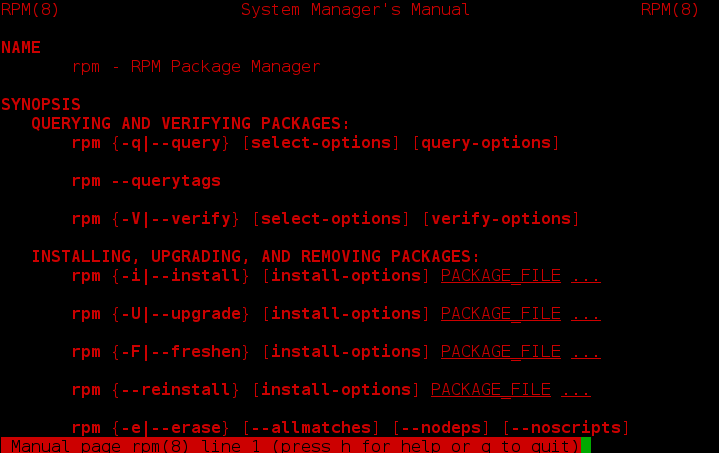 RPM(8) System Manager's Manual RPM(8)
NAME
rpm - RPM Package Manager
SYNOPSIS
QUERYING AND VERIFYING PACKAGES:
rpm {-q|--query} [select-options] [query-options]
rpm --querytags
rpm {-V|--verify} [select-options] [verify-options]
INSTALLING, UPGRADING, AND REMOVING PACKAGES:
rpm {-i|--install} [install-options] PACKAGE_FILE ...
rpm {-U|--upgrade} [install-options] PACKAGE_FILE ...
rpm {-F|--freshen} [install-options] PACKAGE_FILE ...
rpm {--reinstall} [install-options] PACKAGE_FILE ...
rpm {-e|--erase} [--allmatches] [--nodeps] [--noscripts]
Manual page rpm(8) line 1 (press h for help or q to quit)